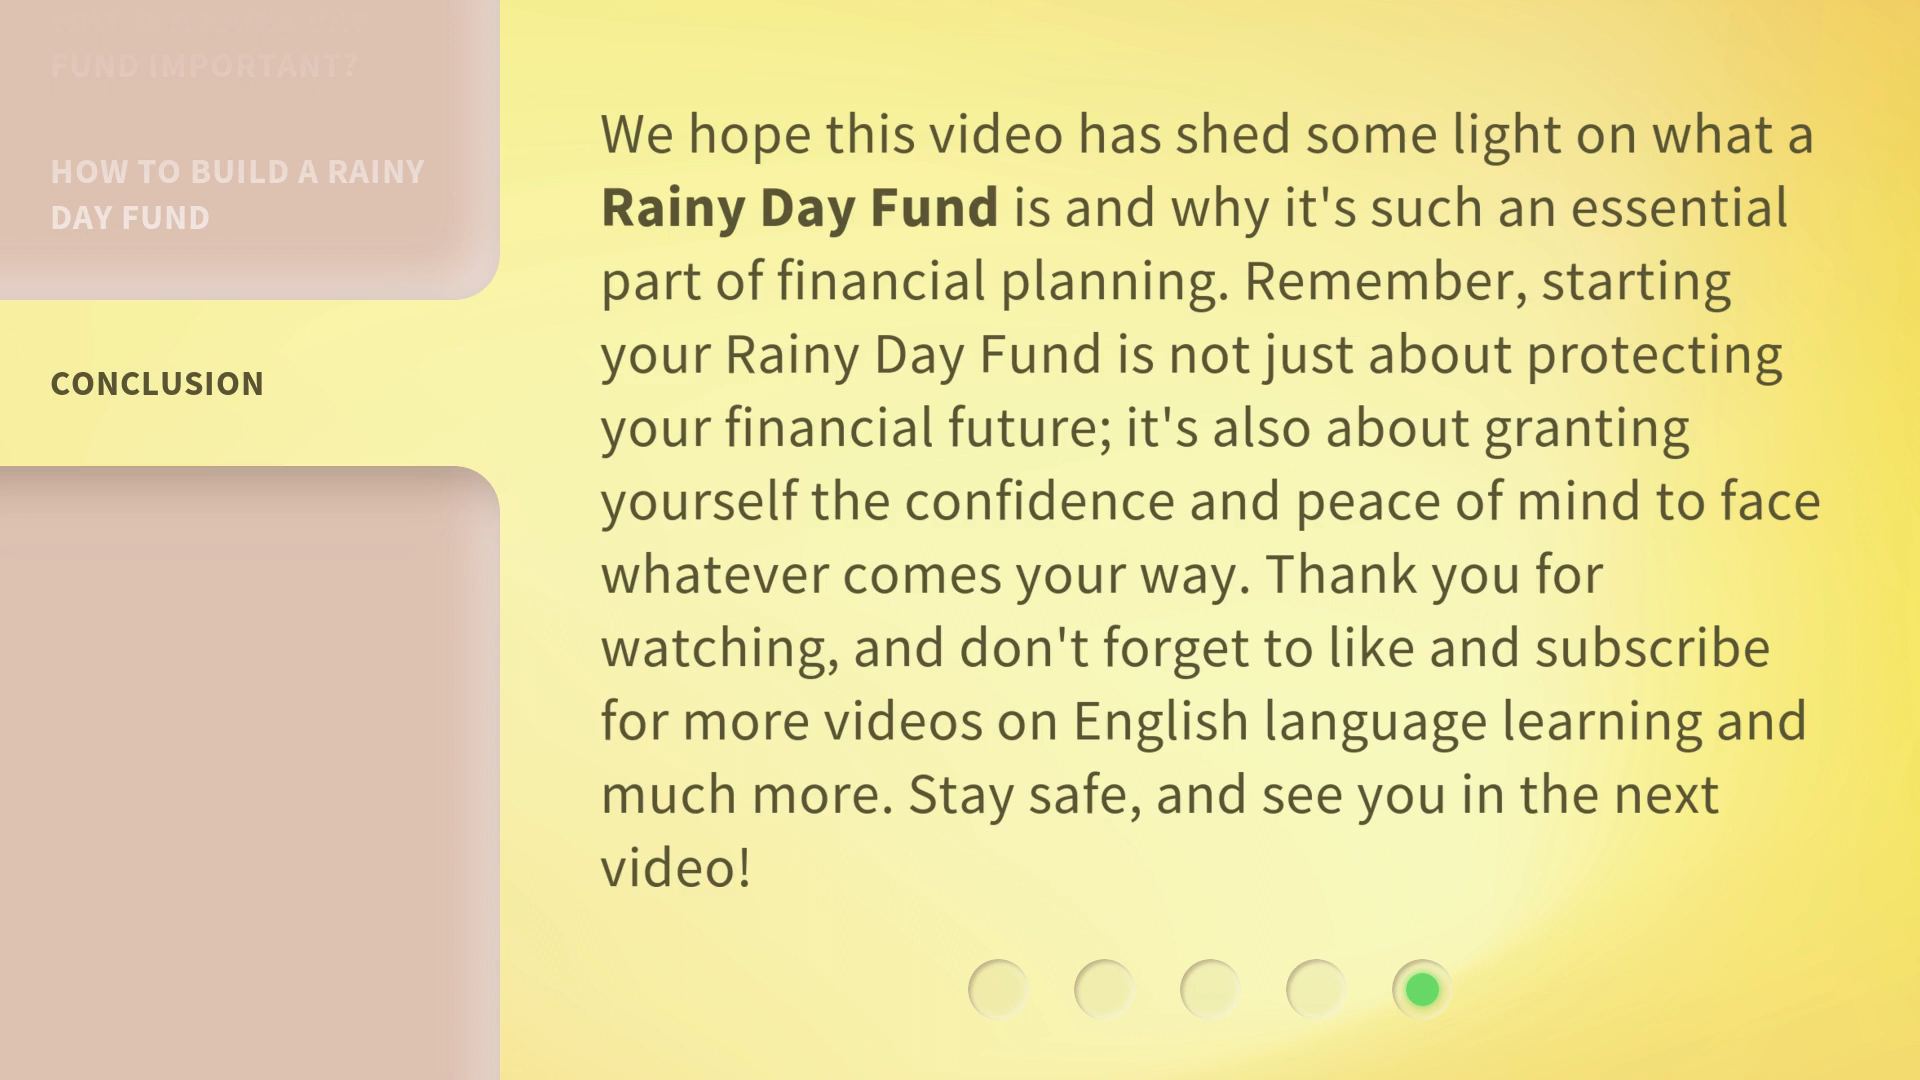 FUND IMPORTANT?
HOW TO BUILD A RAINY
DAY FUND
CONCLUSION
We hope this video has shed some light on what a
Rainy Day Fund is and why it's such an essential
part of financial planning. Remember, starting
your Rainy Day Fund is not just about protecting
your financial future; it's also about granting
yourself the confidence and peace of mind to face
whatever comes your way. Thank you for
watching, and don't forget to like and subscribe
for more videos on English language learning and
much more. Stay safe, and see you in the next
video!